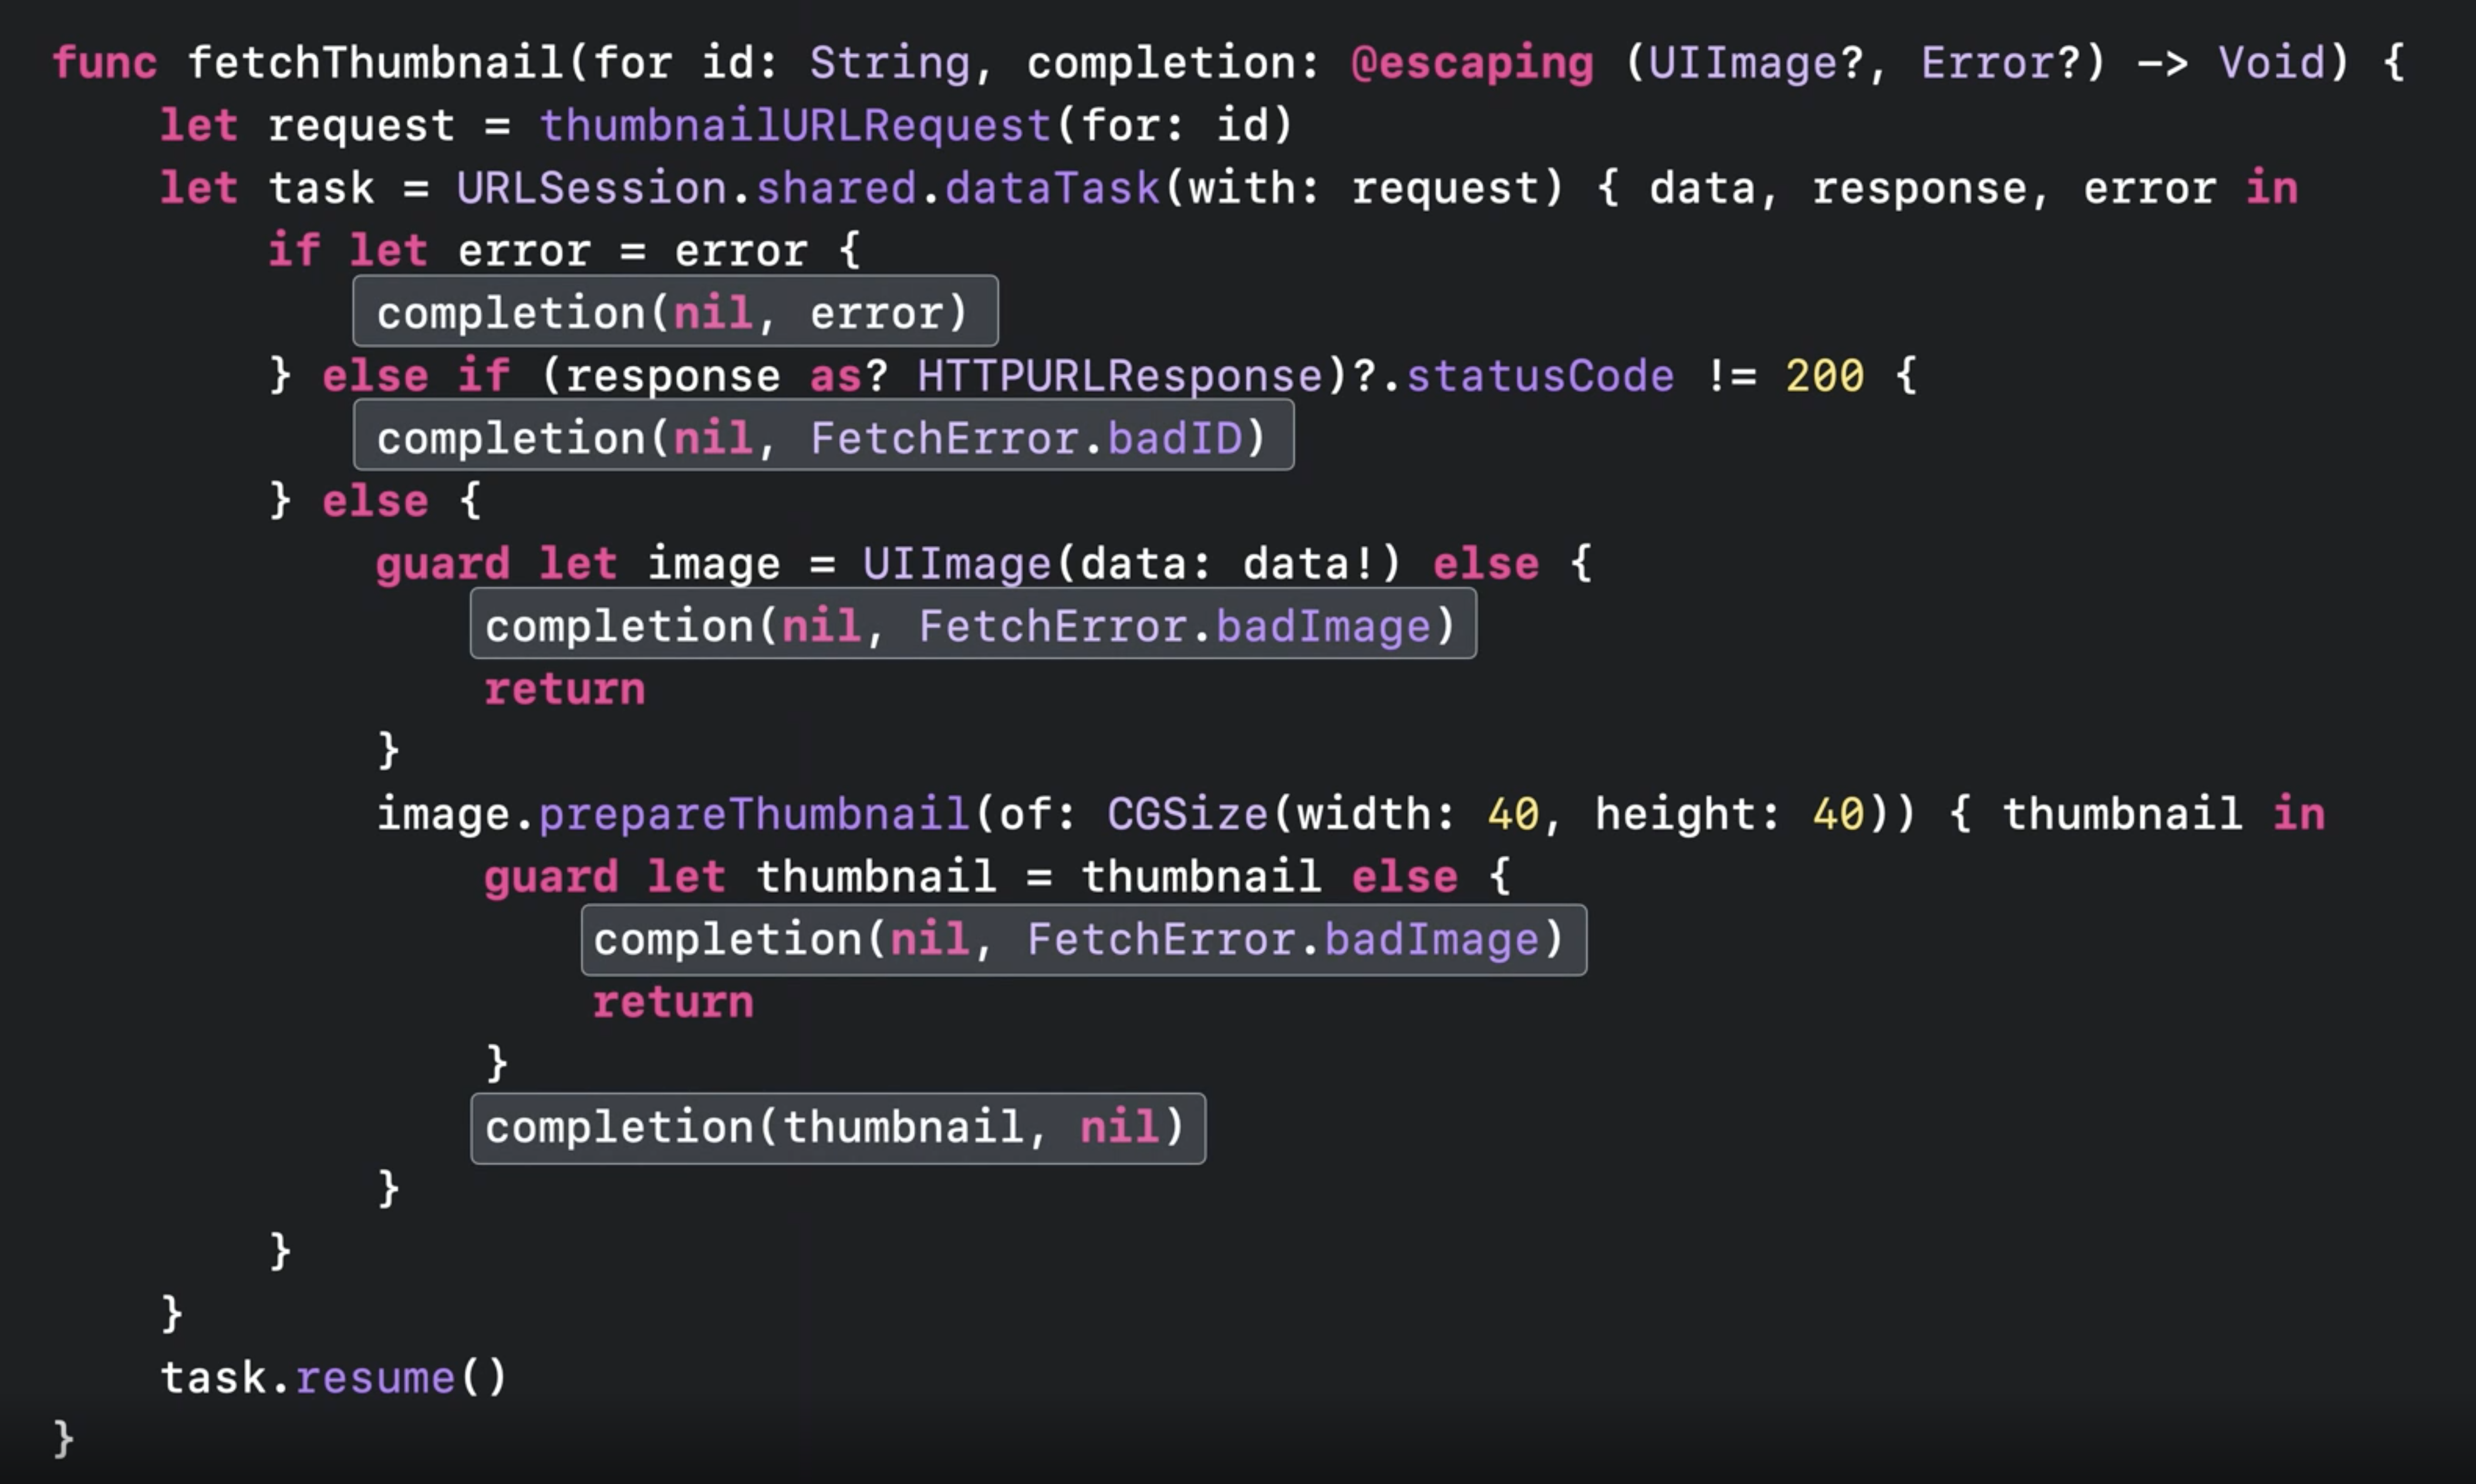 func fetchThumbnail(for id: String, completion: @escaping (UIImage?, Error?) -> Void) {
    let request = thumbnailURLRequest(for: id)
    let task = URLSession.shared.dataTask(with: request) { data, response, error in
        if let error = error {
            completion(nil, error)
        } else if (response as? HTTPURLResponse)?.statusCode != 200 {
            completion(nil, FetchError.badID)
        } else {
            guard let image = UIImage(data: data!) else {
                completion(nil, FetchError.badImage)
                return
            }
            image.prepareThumbnail(of: CGSize(width: 40, height: 40)) { thumbnail in
                guard let thumbnail = thumbnail else {
                    completion(nil, FetchError.badImage)
                    return
                }
                completion(thumbnail, nil)
            }
        }
    }
    task.resume()
}